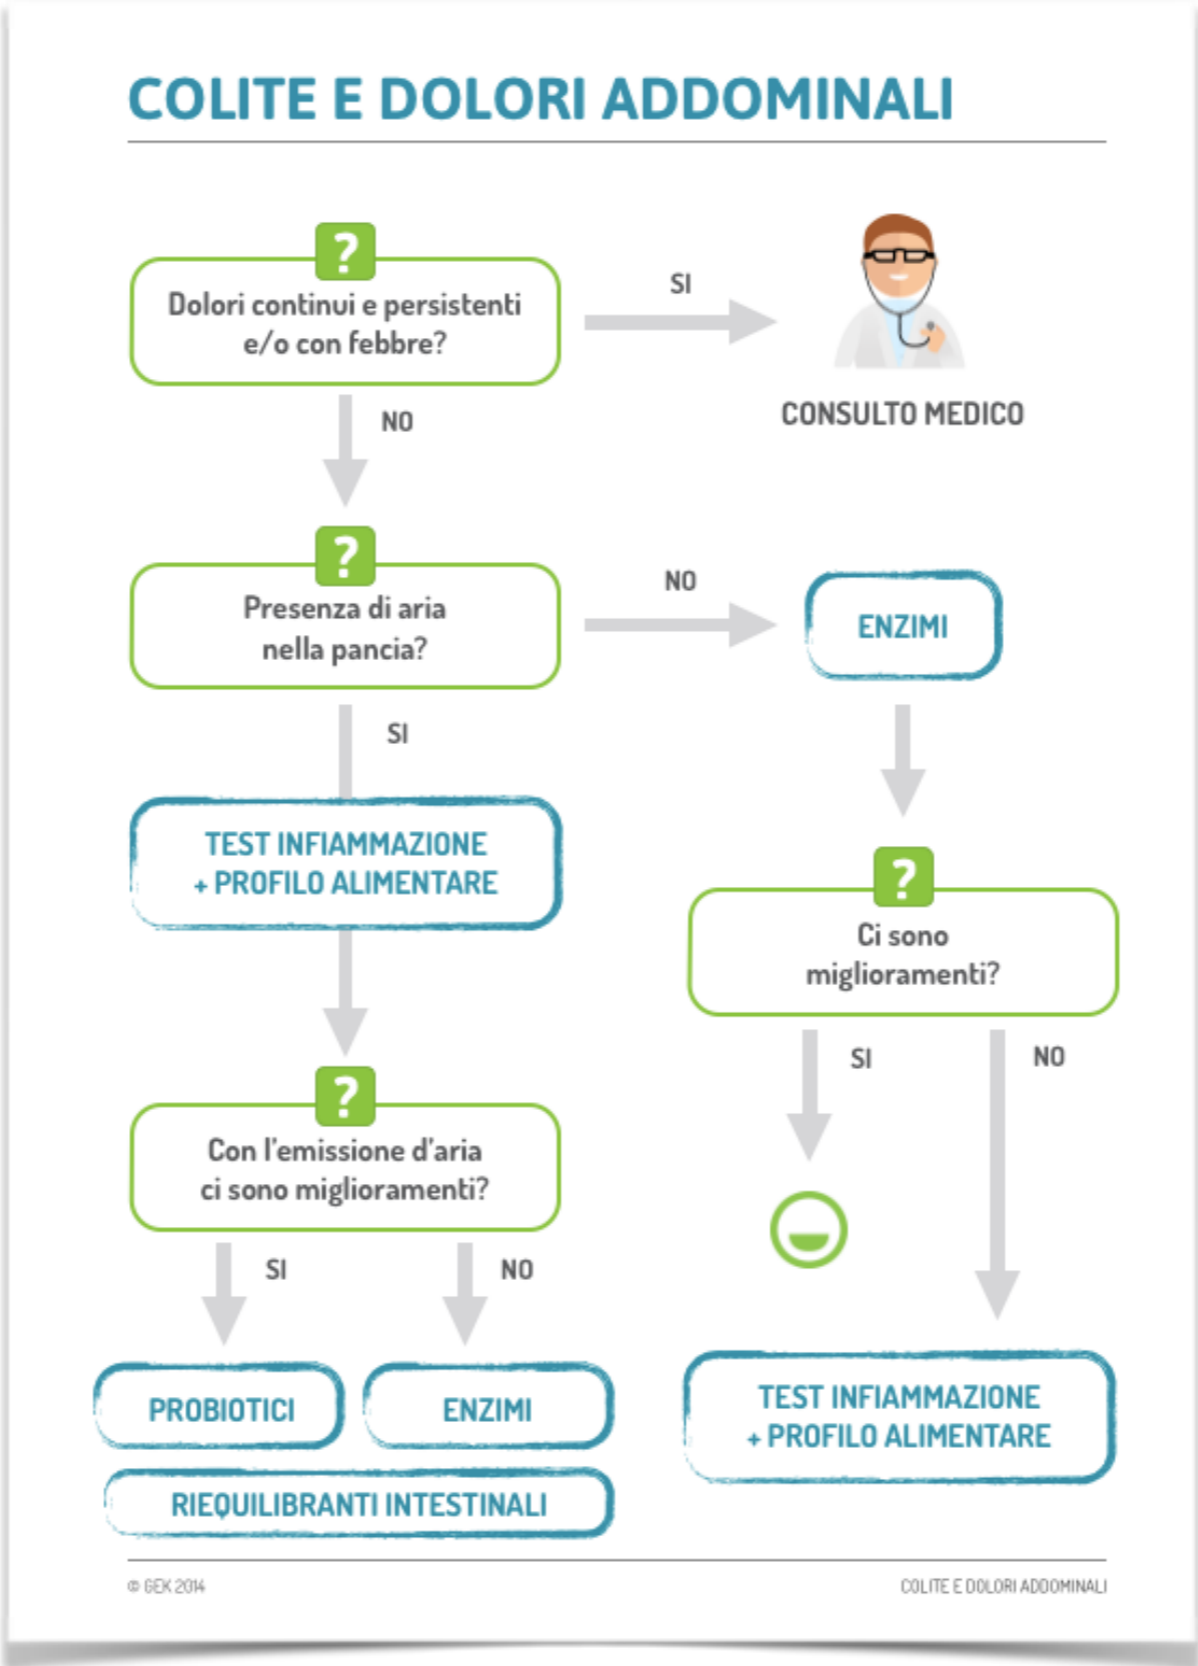 COLITE E DOLORI ADDOMINALI
?
Dolori continui e persistenti
e/o con febbre?
SI
CONSULTO MEDICO
NO
?
Presenza di aria
nella pancia?
NO
ENZIMI
SI
TEST INFIAMMAZIONE
+ PROFILO ALIMENTARE
?
Ci sono
miglioramenti?
SI
NO
?
Con l'emissione d'aria
ci sono miglioramenti?
SI
NO
PROBIOTICI
ENZIMI
TEST INFIAMMAZIONE
+ PROFILO ALIMENTARE
RIEQUILIBRANTI INTESTINALI
© GEK 2014
COLITE E DOLORI ADDOMINALI